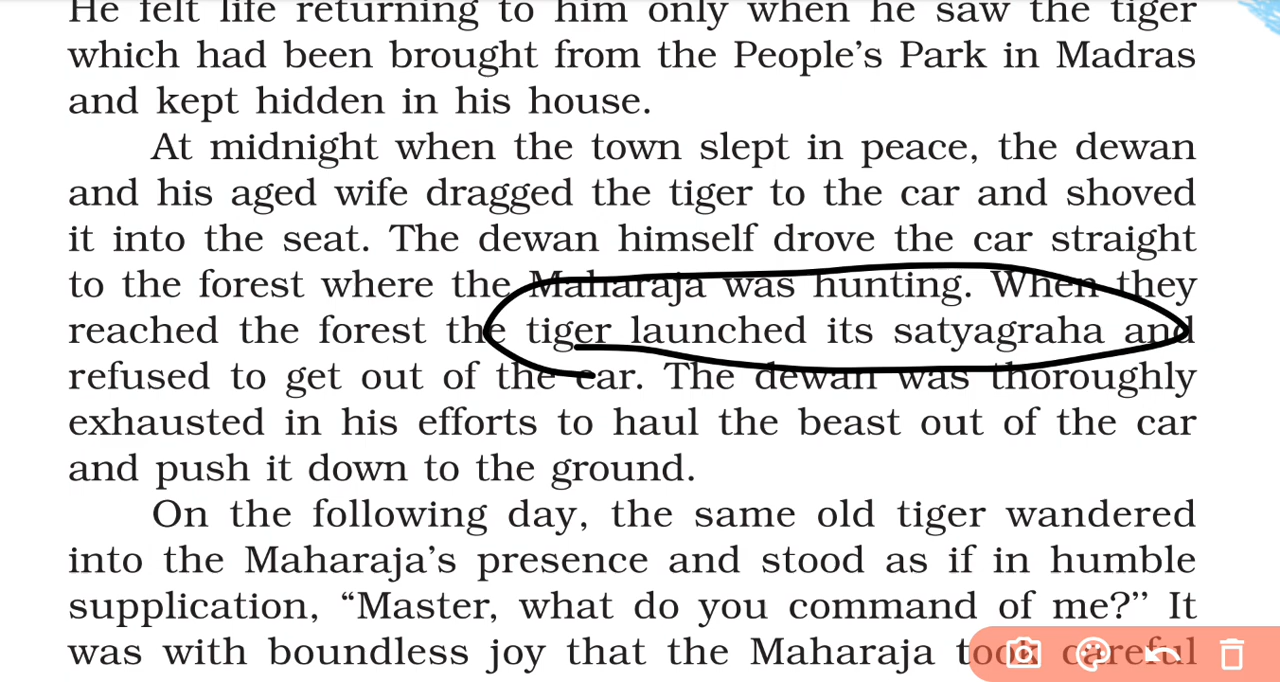 He felt life returning to him only when he saw the tiger
which had been brought from the People’s Park in Madras
and kept hidden in his house.
At midnight when the town slept in peace, the dewan
and his aged wife dragged the tiger to the car and shoved
it into the seat. The dewan himself drove the car straight
to the forest where the Maharaja was hunting. When they
reached the forest the tiger launched its satyagraha and
refused to get out of the car. The dewan was thoroughly
exhausted in his efforts to haul the beast out of the car
and push it down to the ground.
On the following day, the same old tiger wandered
into the Maharaja’s presence and stood as if in humble
supplication, “Master, what do you command of me?’’ It
was with boundless joy that the Maharaja took careful